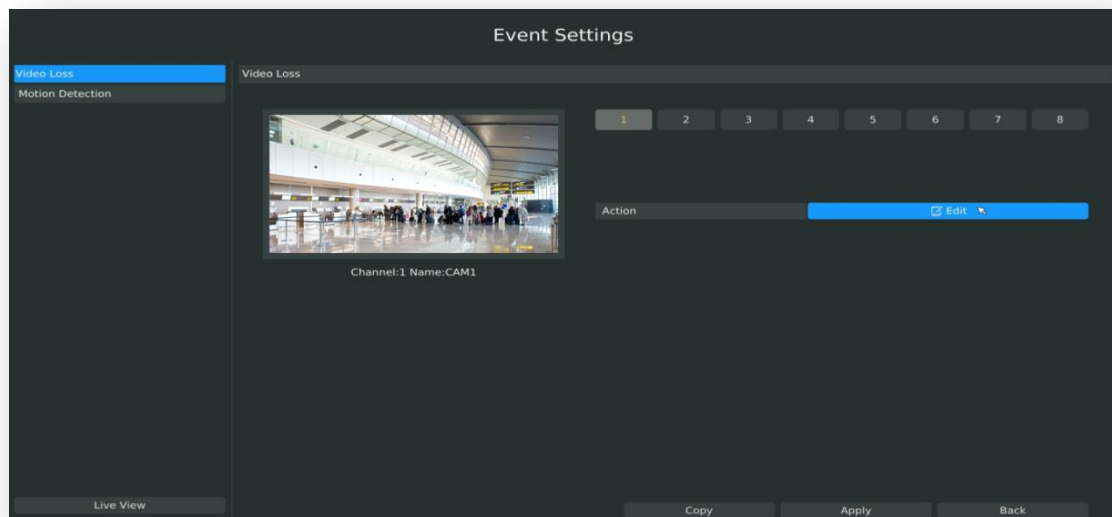 Event Settings
Video Loss
Motion Detection
Video Loss
1 2 3 4 5 6 7 8
Action Edit
Channel:1 Name:CAM1
Live View
Copy Apply Back